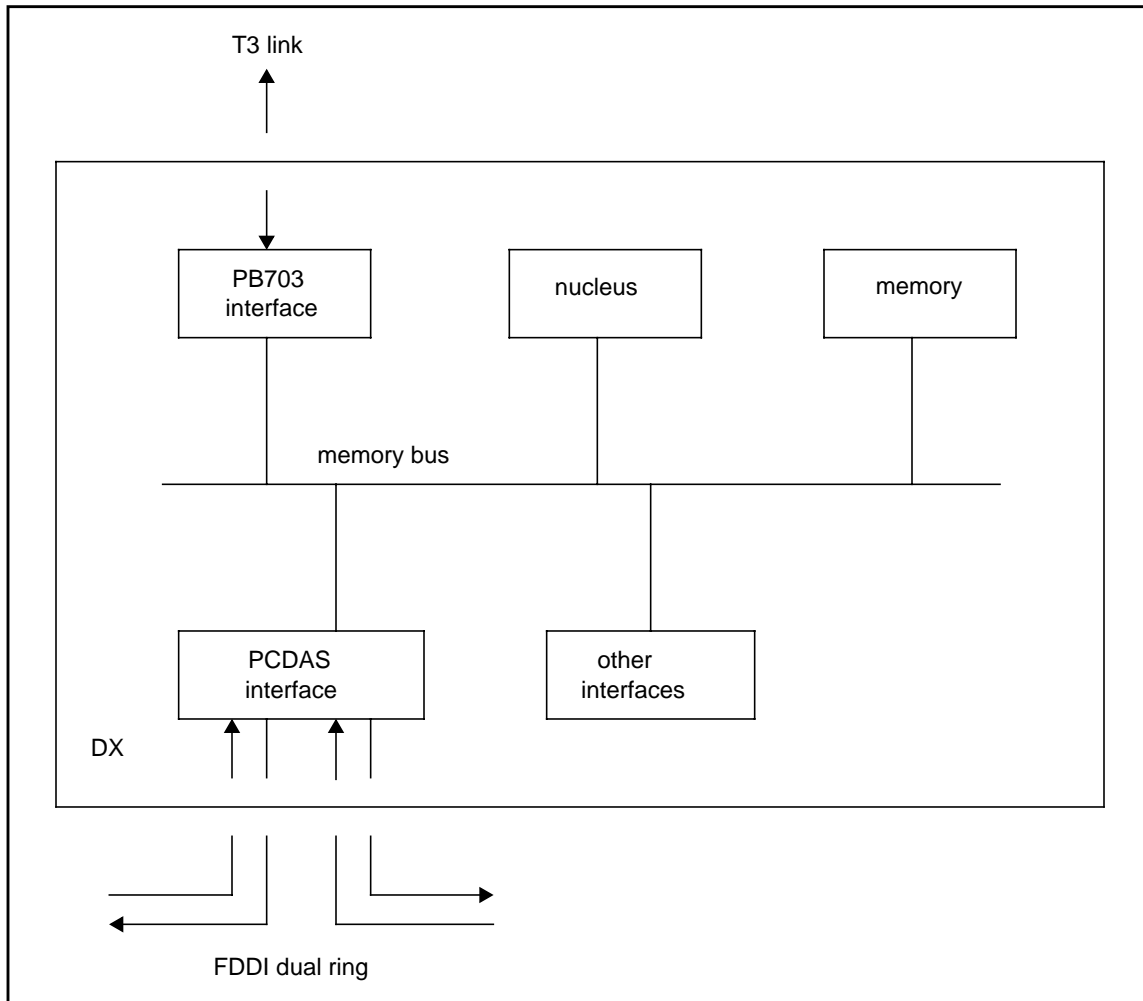 T3 link
PB703
interface
nucleus
memory
memory bus
PCDAS
interface
other
interfaces
DX
FDDI dual ring